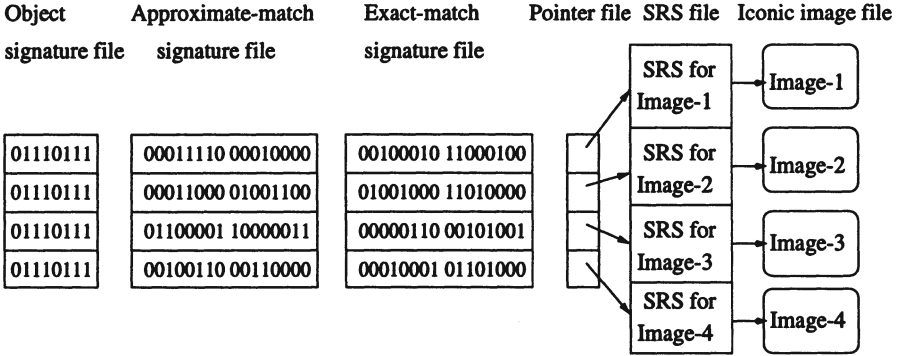 Object Approximate-match Exact-match Pointer file SRS file Iconic image file
signature file signature file signature file
SRS for
Image-1
Image-1
01110111 00011110 00010000 00100010 11000100
SRS for
Image-2
Image-2
01110111 00011000 01001100 01001000 11010000
01110111 01100001 10000011 00000110 00101001
SRS for
Image-3
Image-3
01110111 00100110 00110000 00010001 01101000
SRS for
Image-4
Image-4